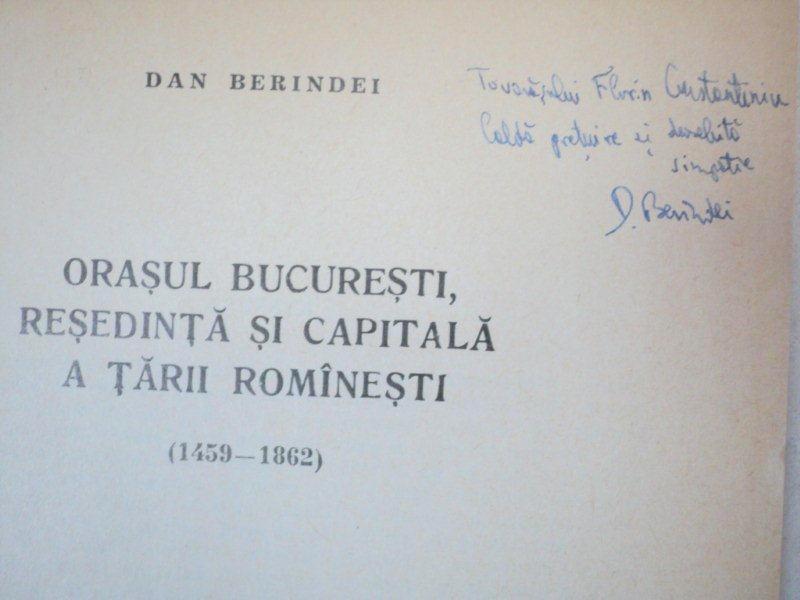 DAN BERINDEI
Tovarășului Florin Constantiniu
Caldă prețuire și deosebită
simpatie
D. Berindei
ORAȘUL BUCUREȘTI,
REȘEDINȚĂ ȘI CAPITALĂ
A ȚĂRII ROMÎNEȘTI
(1459—1862)